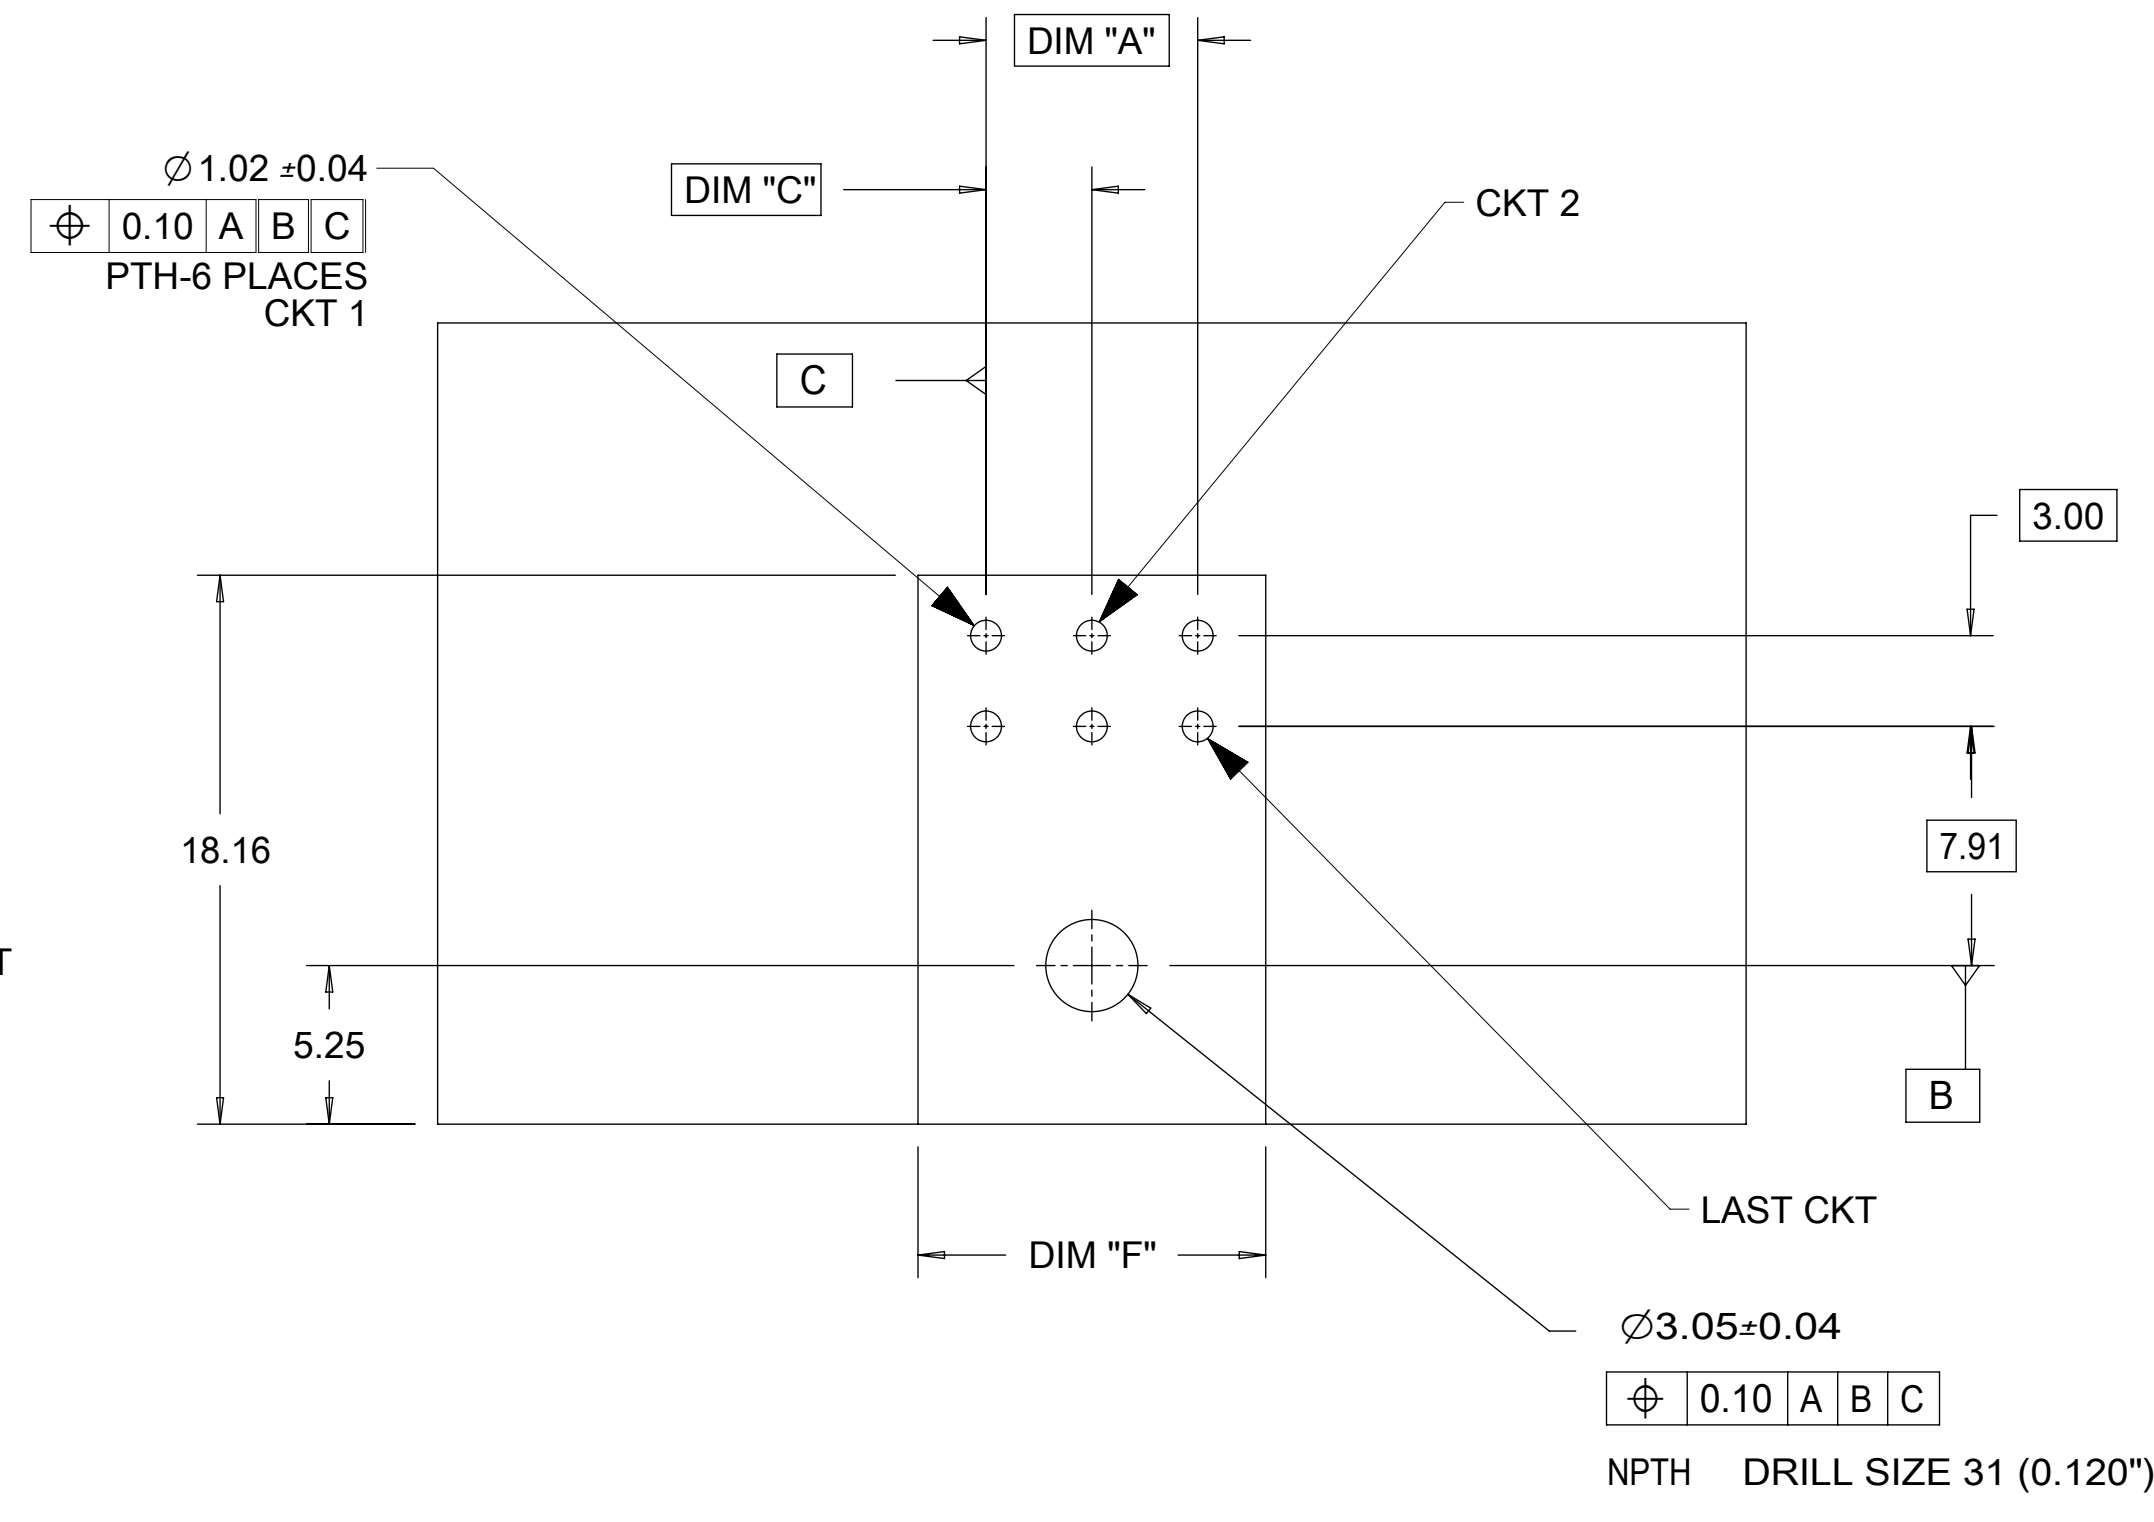 DIM "A"
⌀1.02 ±0.04
DIM "C"
CKT 2
⌖ 0.10 A B C
PTH-6 PLACES
CKT 1
C
3.00
18.16
7.91
T
5.25
B
LAST CKT
DIM "F"
⌀3.05±0.04
⌖ 0.10 A B C
NPTH DRILL SIZE 31 (0.120")